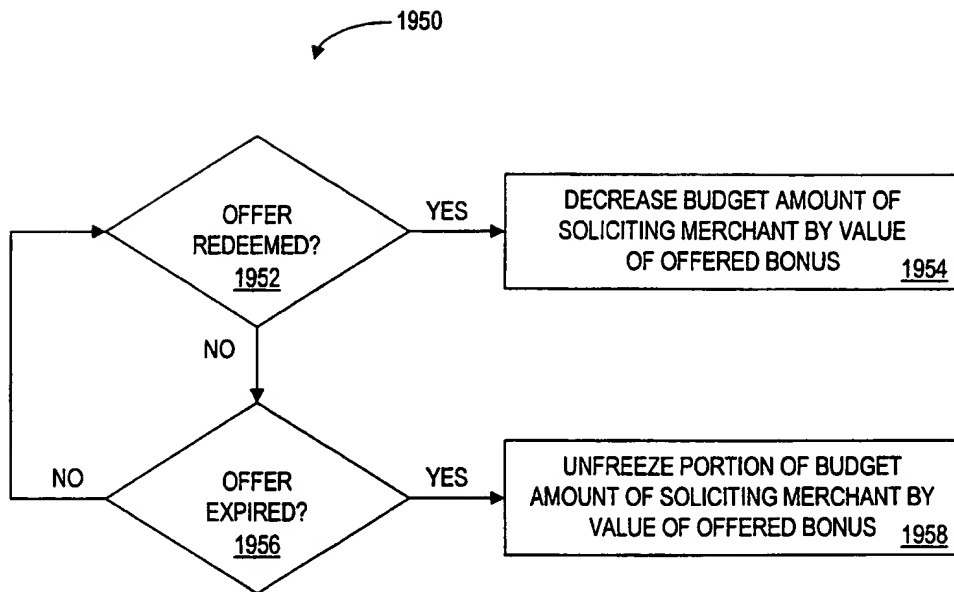 1950
OFFER
REDEEMED?
1952
YES
DECREASE BUDGET AMOUNT OF
SOLICITING MERCHANT BY VALUE
OF OFFERED BONUS
1954
NO
OFFER
EXPIRED?
1956
NO
YES
UNFREEZE PORTION OF BUDGET
AMOUNT OF SOLICITING MERCHANT BY
VALUE OF OFFERED BONUS
1958